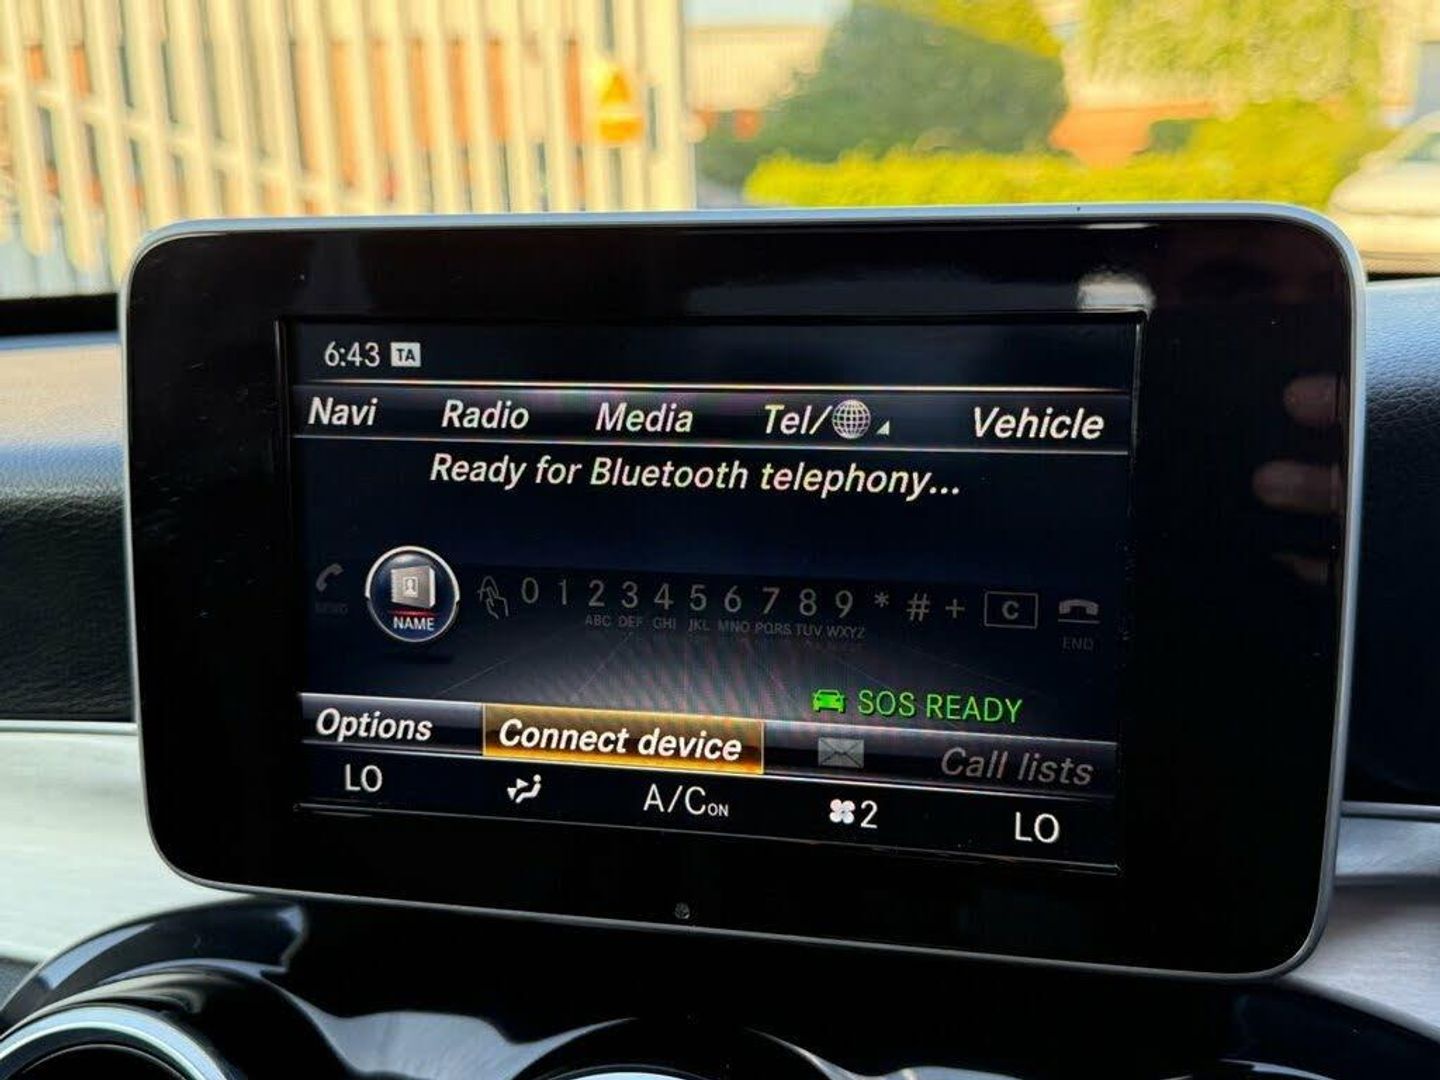 6:43 TA
Navi Radio Media Tel/ Vehicle
Ready for Bluetooth telephony...
0 1 2 3 4 5 6 7 8 9 * # + C
NAME ABC DEF GHI JKL MNO PQRS TUV WXYZ
END
SOS READY
Options Connect device Call lists
LO A/C ON 2 LO